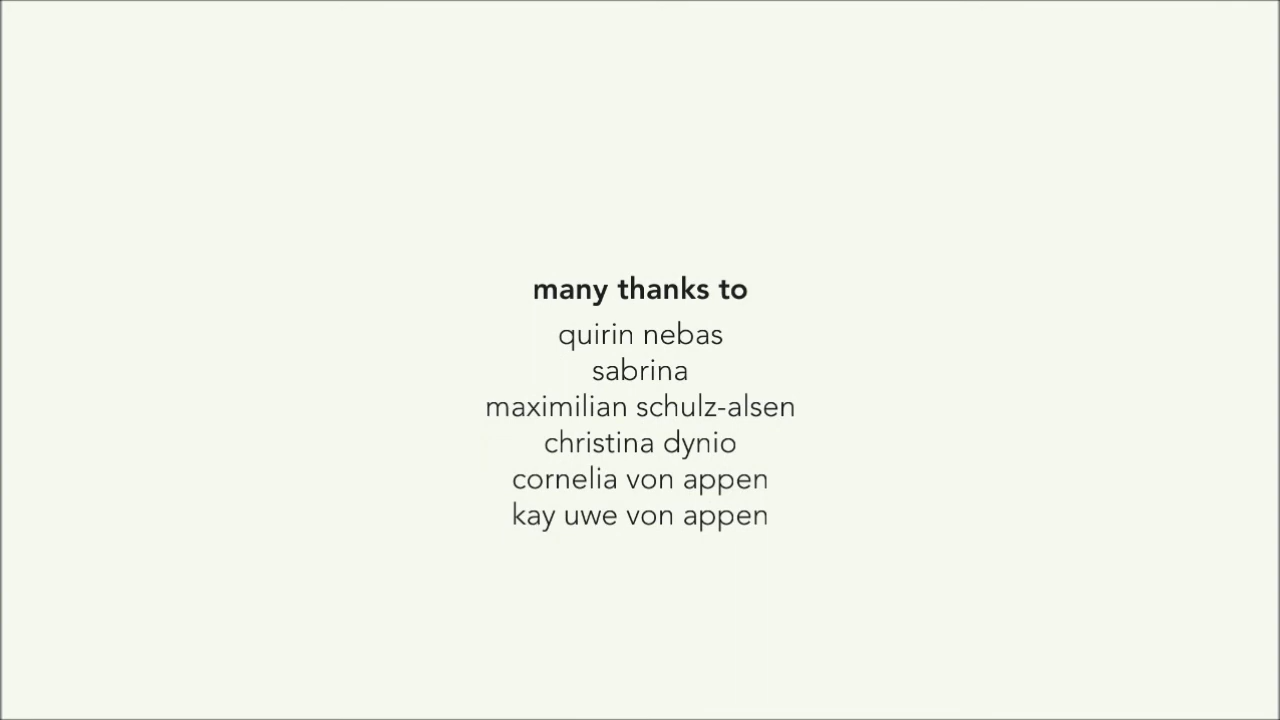 many thanks to
quirin nebas
sabrina
maximilian schulz-alsen
christina dynio
cornelia von appen
kay uwe von appen